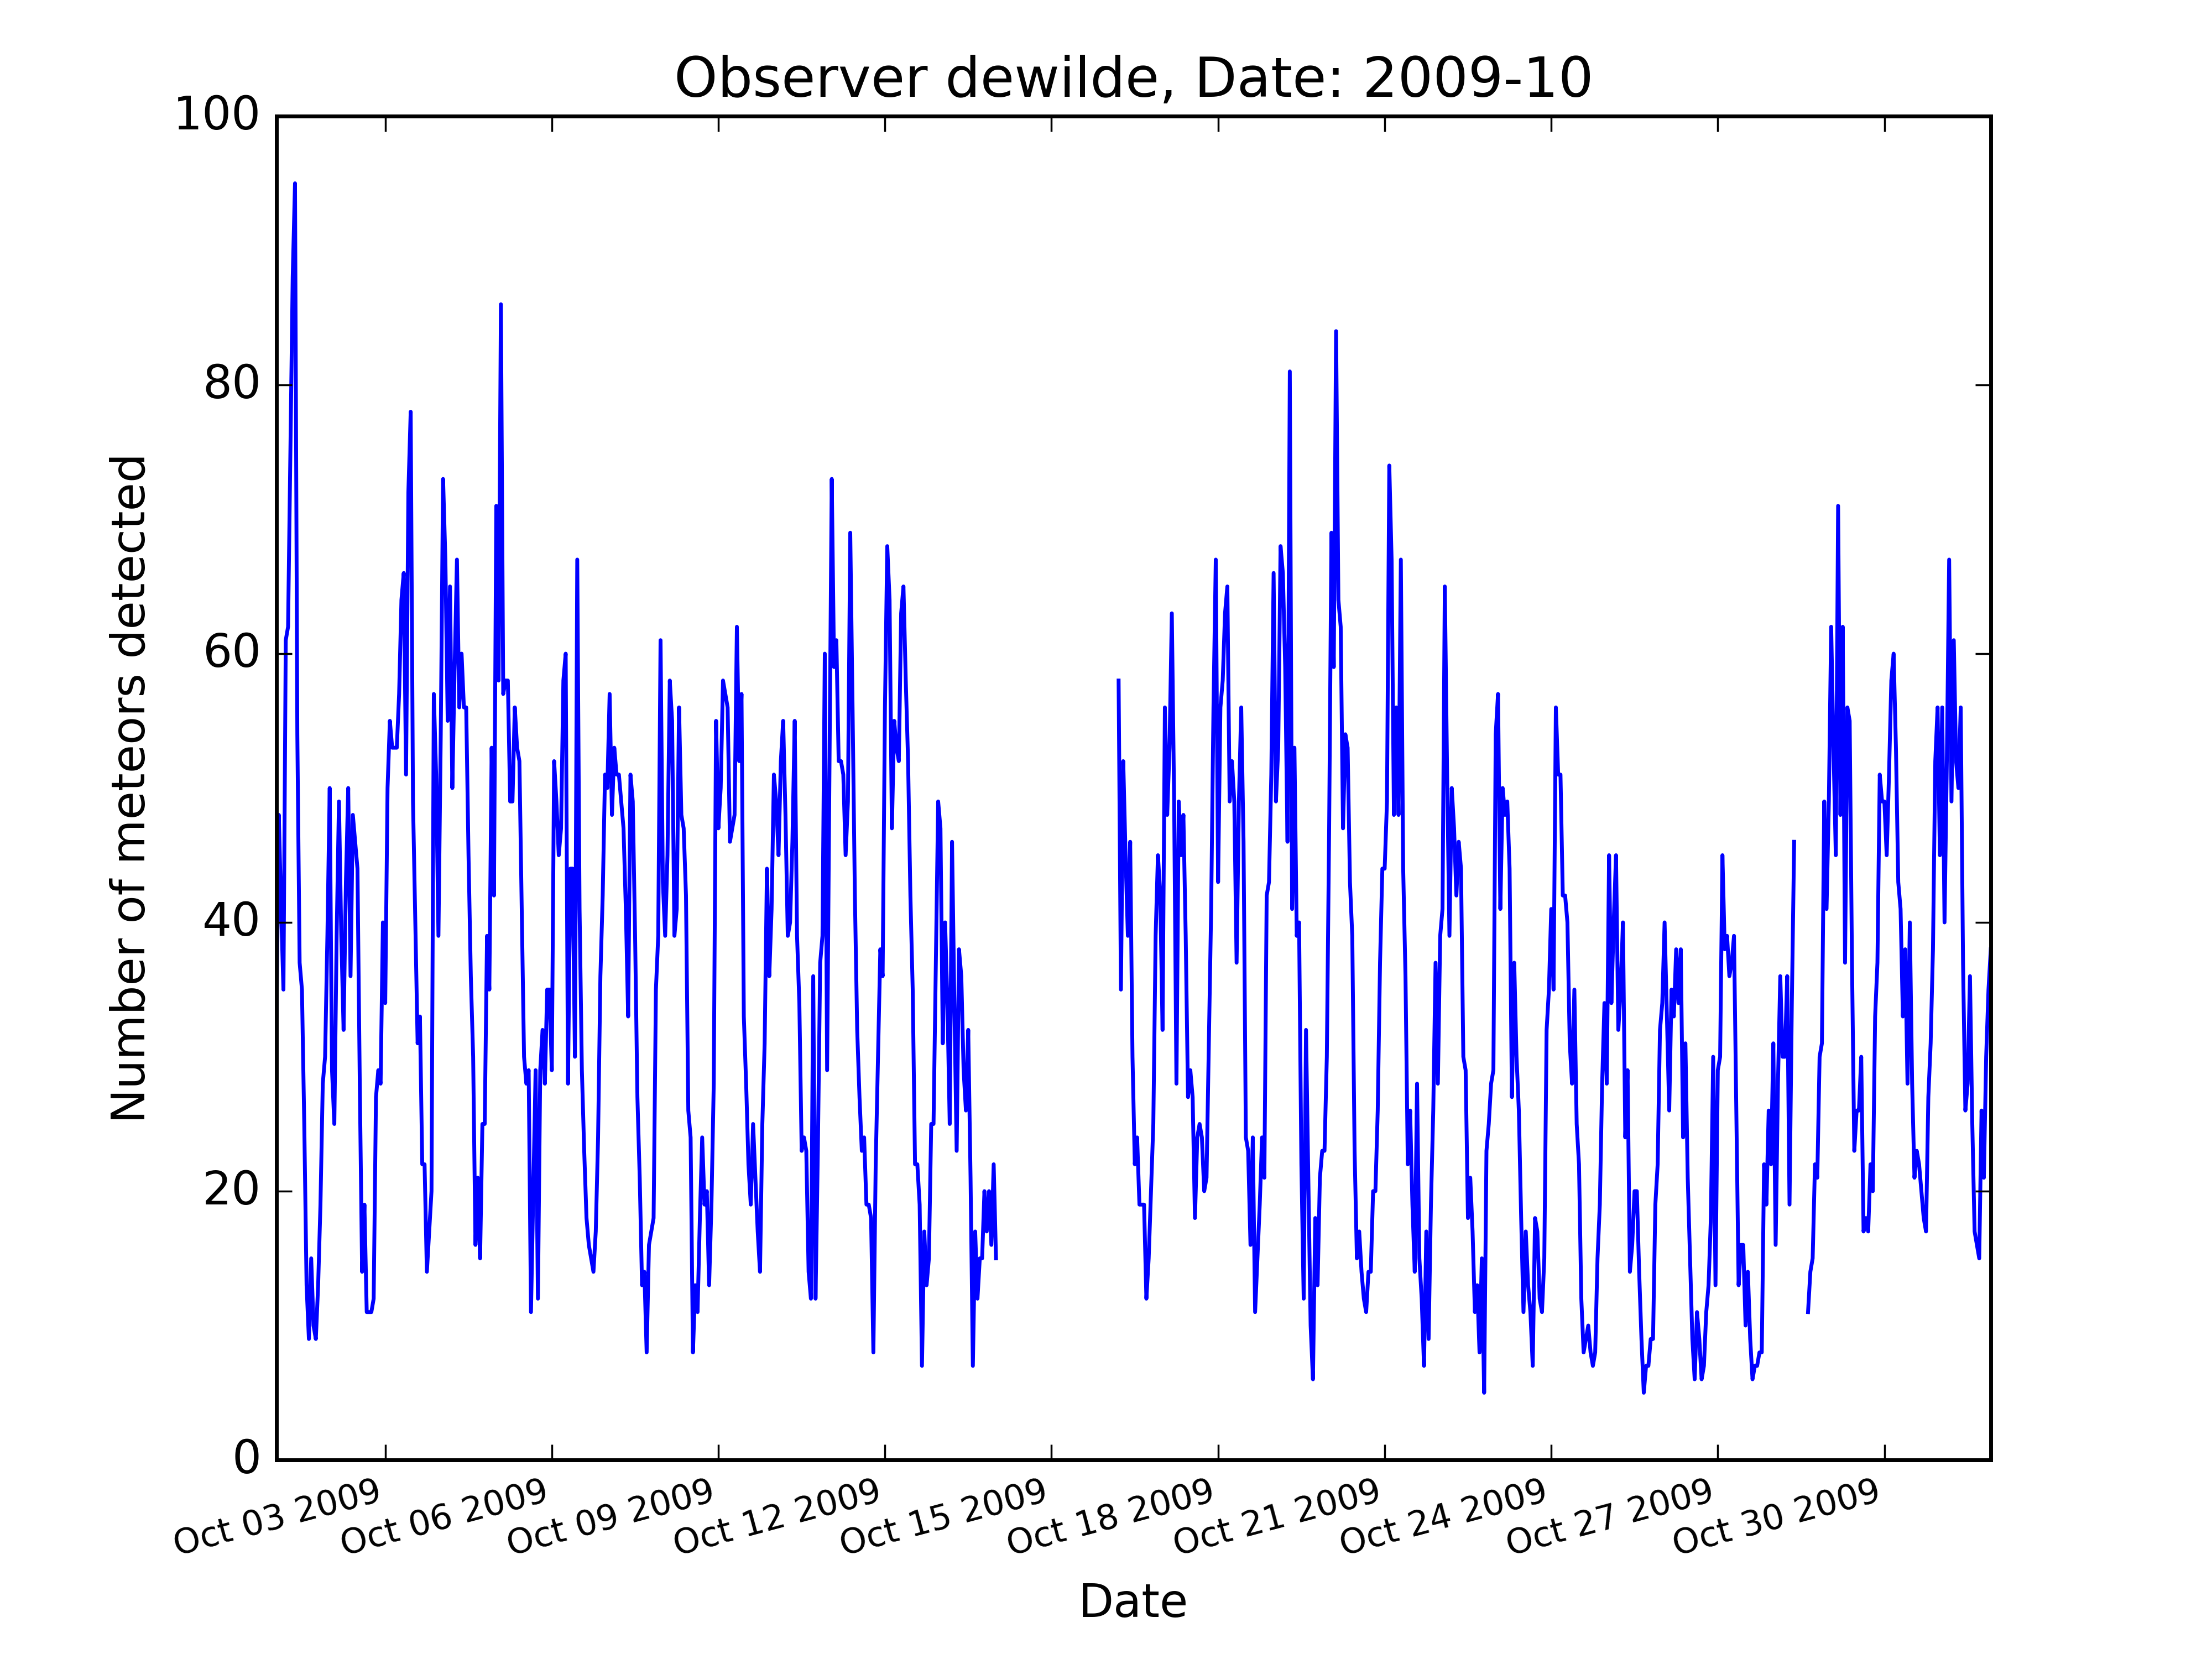 Observer dewilde, Date: 2009-10
100
80
60
40
20
0
Number of meteors detected
Oct 03 2009
Oct 06 2009
Oct 09 2009
Oct 12 2009
Oct 15 2009
Oct 18 2009
Oct 21 2009
Oct 24 2009
Oct 27 2009
Oct 30 2009
Date